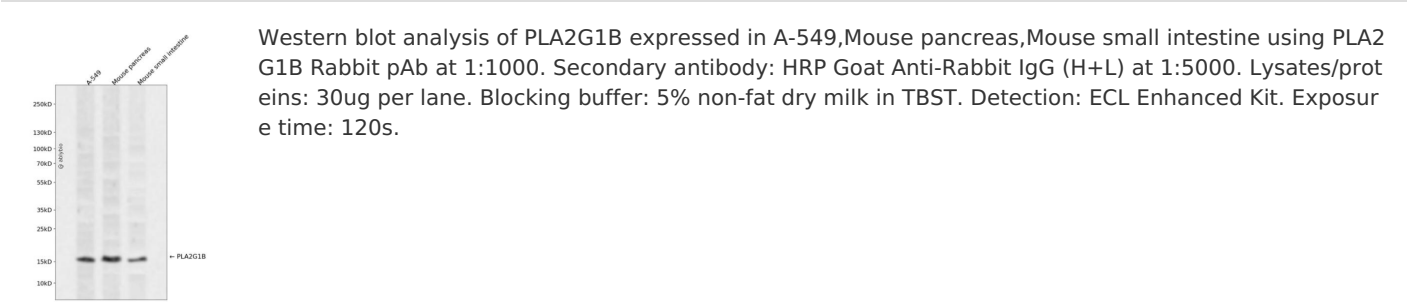 A-549
Mouse pancreas
Mouse small intestine
250kD
130kD
100kD
70kD
55kD
35kD
25kD
15kD
10kD
@ abbybio
← PLA2G1B
Western blot analysis of PLA2G1B expressed in A-549,Mouse pancreas,Mouse small intestine using PLA2
G1B Rabbit pAb at 1:1000. Secondary antibody: HRP Goat Anti-Rabbit IgG (H+L) at 1:5000. Lysates/prot
eins: 30ug per lane. Blocking buffer: 5% non-fat dry milk in TBST. Detection: ECL Enhanced Kit. Exposur
e time: 120s.